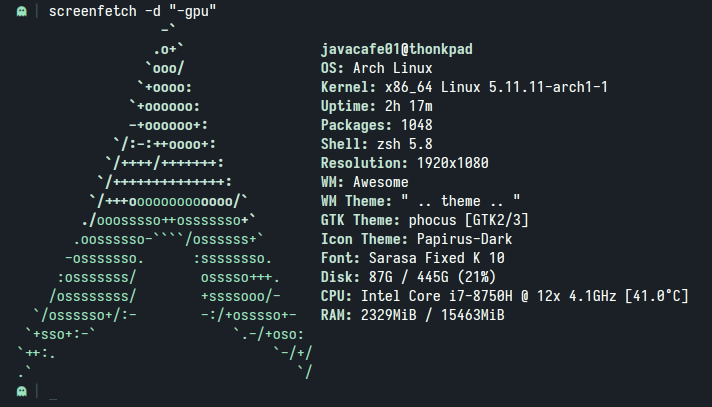 screenfetch -d "-gpu"
-`
.o+`
`ooo/
`+oooo:
`+oooooo:
-+oooooo+:
`/:-:++oooo+:
`/++++/+++++++:
`/++++++++++++++:
`/+++ooooooooooooo/`
./ooosssso++osssssso+`
.oossssso-````/ossssss+`
-osssssso.      :ssssssso.
:osssssss/        osssso+++.
/ossssssss/        +ssssooo/-
`/ossssso+/:-        -:/+osssso+-
`+sso+:-`                 `.-/+oso:
`++:.                           `-/+/
.`                                 `/
javacafe01@thonkpad
OS: Arch Linux
Kernel: x86_64 Linux 5.11.11-arch1-1
Uptime: 2h 17m
Packages: 1048
Shell: zsh 5.8
Resolution: 1920x1080
WM: Awesome
WM Theme: " .. theme .. "
GTK Theme: phocus [GTK2/3]
Icon Theme: Papirus-Dark
Font: Sarasa Fixed K 10
Disk: 87G / 445G (21%)
CPU: Intel Core i7-8750H @ 12x 4.1GHz [41.0°C]
RAM: 2329MiB / 15463MiB
_